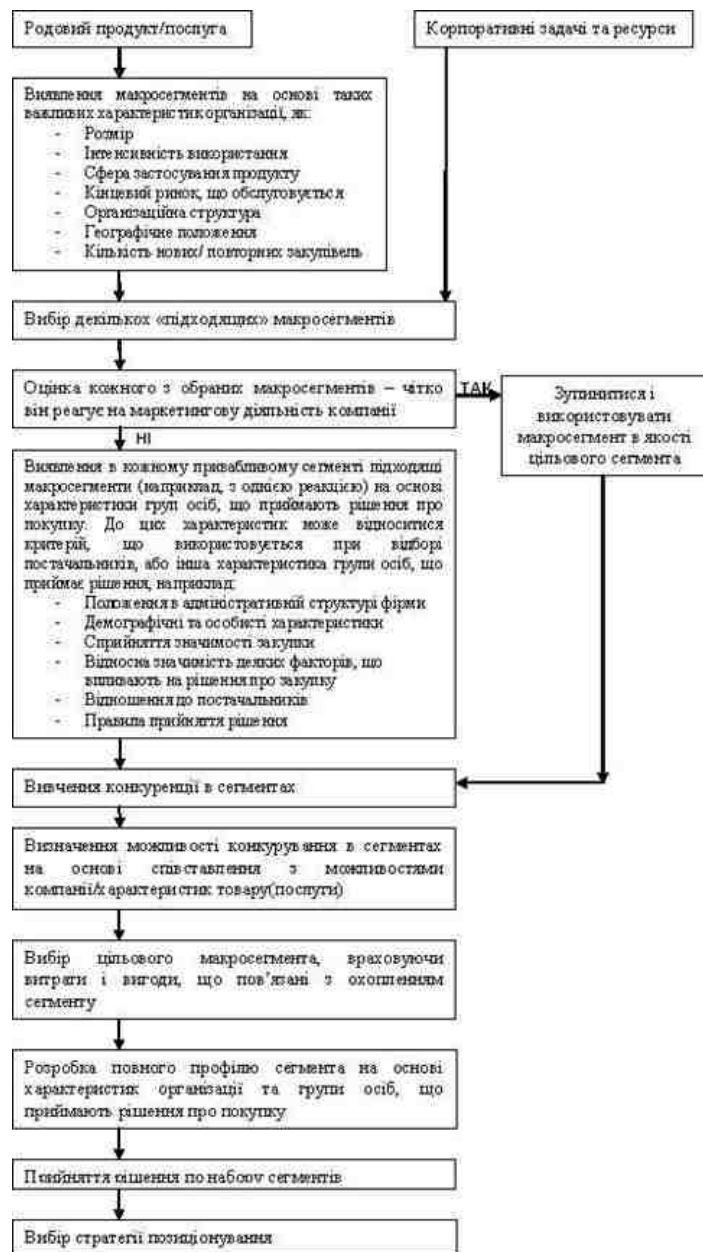 Родовий продукт/послуга
Корпоративні задачі та ресурси
Виявлення макросегментів на основі таких
важливих характеристик організації, як:
- Розмір
- Інтенсивність використання
- Сфера застосування продукту
- Кінцевий ринок, що обслуговується
- Організаційна структура
- Географічне положення
- Кількість нових/ повторних закупівель
Вибір декількох «підходящих» макросегментів
Оцінка кожного з обраних макросегментів – чітко
він реагує на маркетингову діяльність компанії
ТАК
Зупинитися і
використовувати
макросегмент в якості
цільового сегмента
НІ
Виявлення в кожному привабливому сегменті підходящі
макросегменти (наприклад, з однією реакцією) на основі
характеристики груп осіб, що приймають рішення про
покупку. До цих характеристик може відноситися
критерій, що використовується при відборі
постачальників, або інша характеристика групи осіб, що
приймає рішення, наприклад:
- Положення в адміністративній структурі фірми
- Демографічні та особисті характеристики
- Сприйняття значимості закупки
- Відносна значимість деяких факторів, що
впливають на рішення про закупку
- Відношення до постачальників
- Правила прийняття рішення
Вивчення конкуренції в сегментах
Визначення можливості конкурування в сегментах
на основі співставлення з можливостями
компанії/характеристик товару(послуги)
Вибір цільового макросегмента, враховуючи
витрати і вигоди, що пов’язані з охопленням
сегменту
Розробка повного профілю сегмента на основі
характеристик організації та групи осіб, що
приймають рішення про покупку
Прийняття рішення по набору сегментів
Вибір стратегії позиціонування